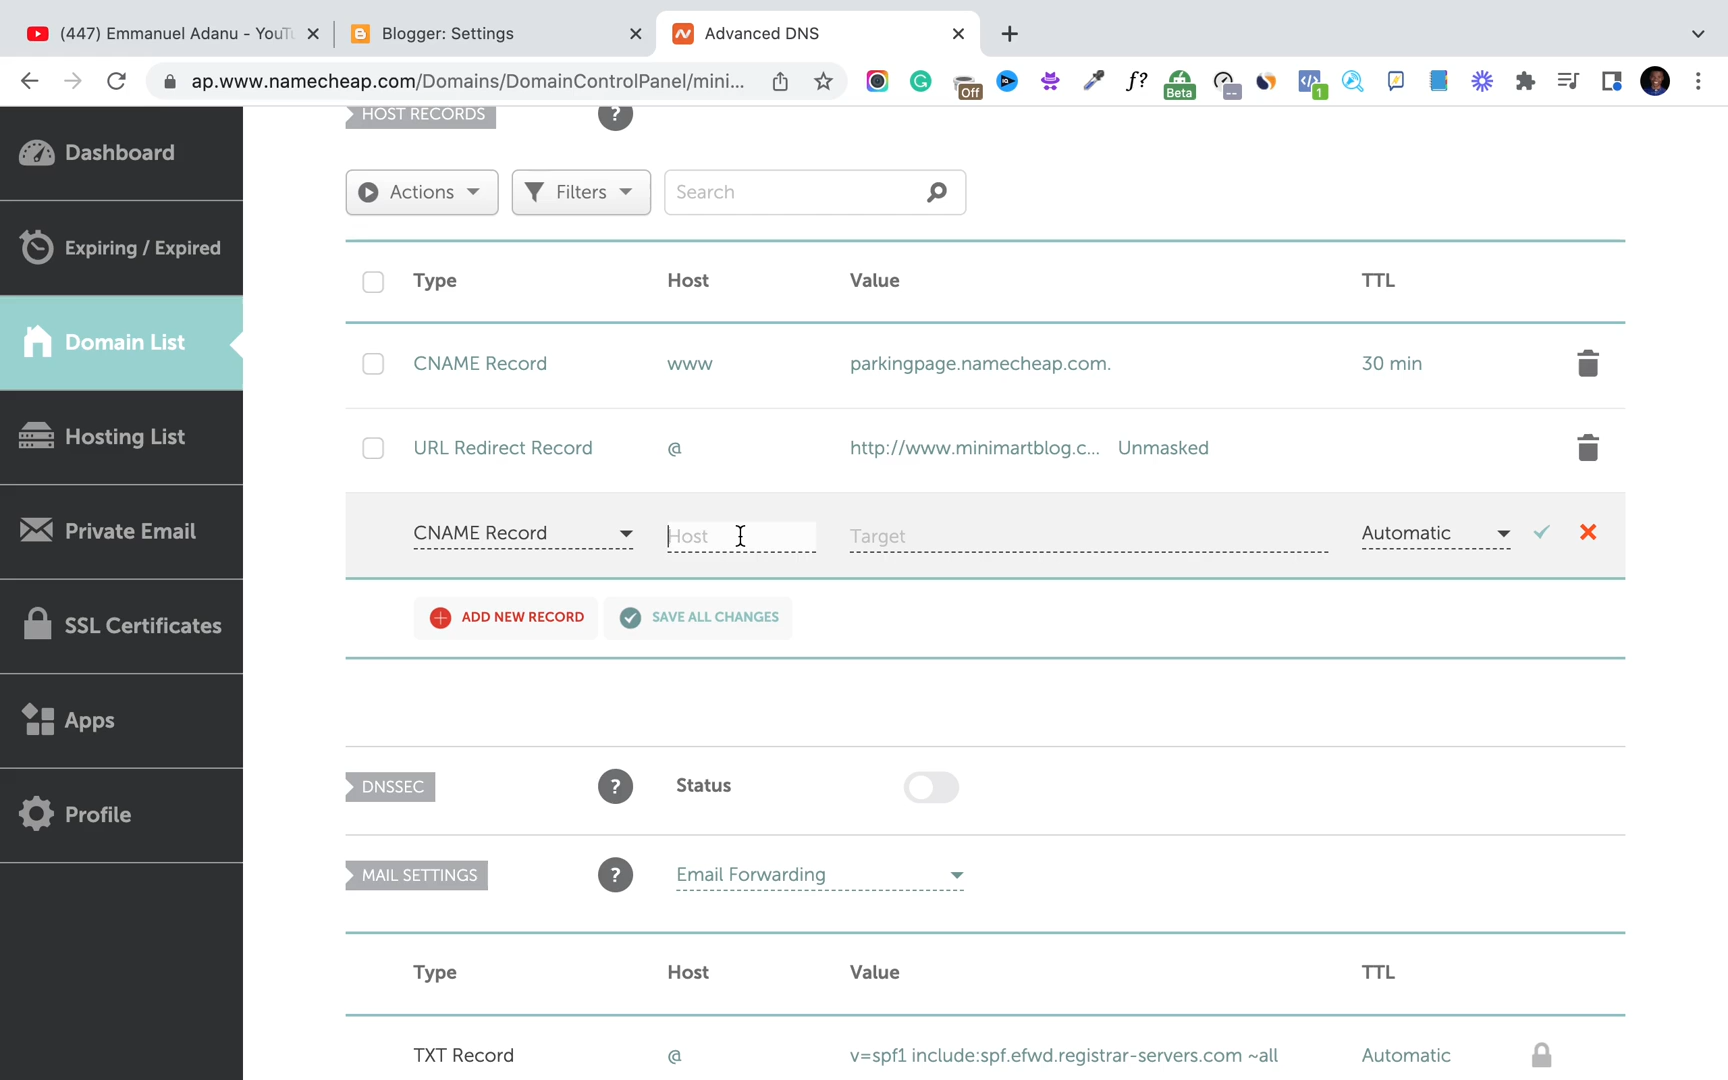 (447) Emmanuel Adanu - YouTu
Blogger: Settings
Advanced DNS
ap.www.namecheap.com/Domains/DomainControlPanel/mini...
Off
f?
Beta
--
1
HOST RECORDS
?
Dashboard
Expiring / Expired
Domain List
Hosting List
Private Email
SSL Certificates
Apps
Profile
Actions
Filters
Search
Type Host Value TTL
CNAME Record www parkingpage.namecheap.com. 30 min
URL Redirect Record @ http://www.minimartblog.c... Unmasked
CNAME Record Host Target Automatic
ADD NEW RECORD SAVE ALL CHANGES
DNSSEC ? Status
MAIL SETTINGS ? Email Forwarding
Type Host Value TTL
TXT Record @ v=spf1 include:spf.efwd.registrar-servers.com ~all Automatic